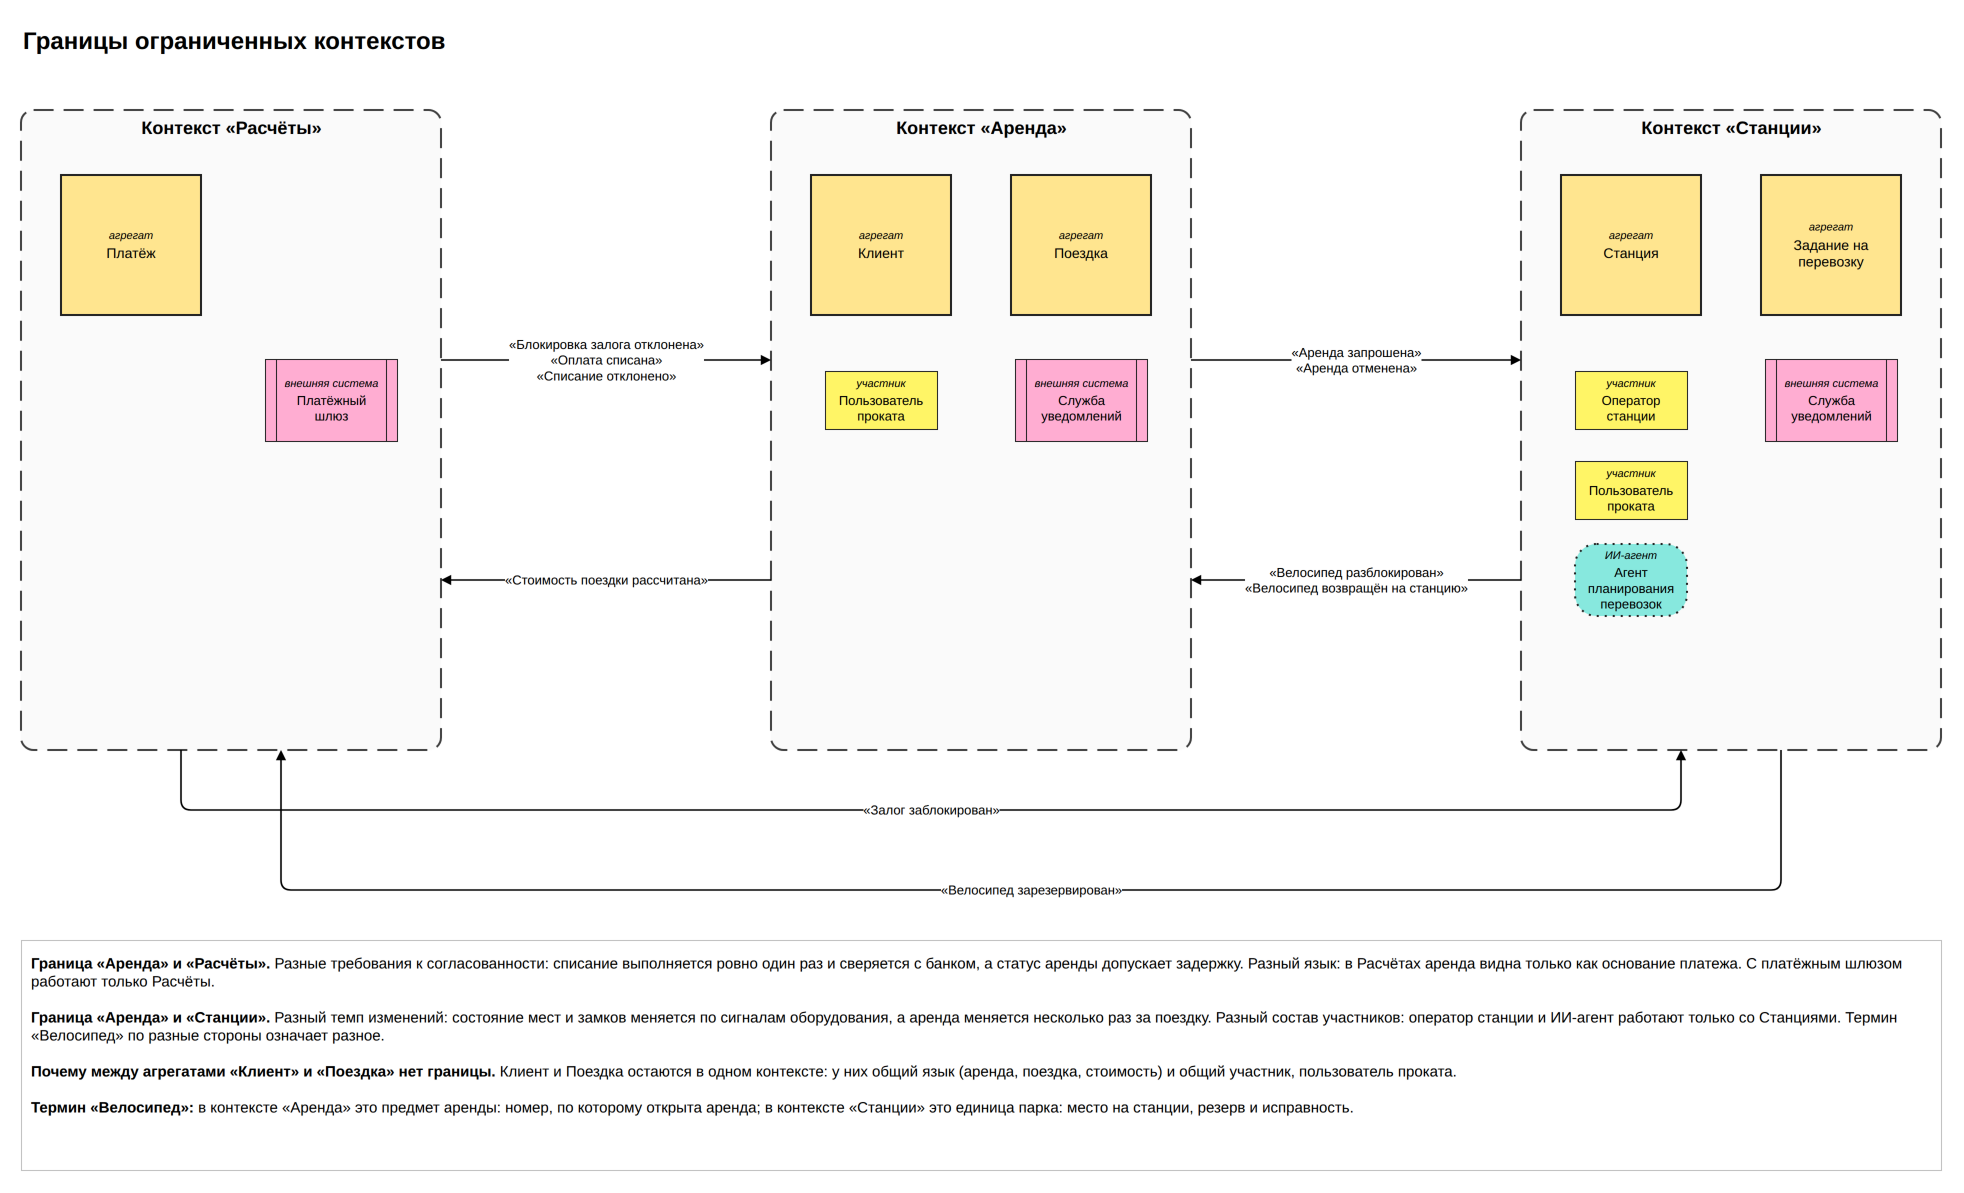 Границы ограниченных контекстов
Контекст «Расчёты»
агрегат
Платёж
внешняя система
Платёжный
шлюз
«Блокировка залога отклонена»
«Оплата списана»
«Списание отклонено»
«Стоимость поездки рассчитана»
Контекст «Аренда»
агрегат
Клиент
агрегат
Поездка
участник
Пользователь
проката
внешняя система
Служба
уведомлений
«Аренда запрошена»
«Аренда отменена»
«Велосипед разблокирован»
«Велосипед возвращён на станцию»
Контекст «Станции»
агрегат
Станция
агрегат
Задание на
перевозку
участник
Оператор
станции
внешняя система
Служба
уведомлений
участник
Пользователь
проката
ИИ-агент
Агент
планирования
перевозок
«Залог заблокирован»
«Велосипед зарезервирован»
Граница «Аренда» и «Расчёты». Разные требования к согласованности: списание выполняется ровно один раз и сверяется с банком, а статус аренды допускает задержку. Разный язык: в Расчётах аренда видна только как основание платежа. С платёжным шлюзом
работают только Расчёты.
Граница «Аренда» и «Станции». Разный темп изменений: состояние мест и замков меняется по сигналам оборудования, а аренда меняется несколько раз за поездку. Разный состав участников: оператор станции и ИИ-агент работают только со Станциями. Термин
«Велосипед» по разные стороны означает разное.
Почему между агрегатами «Клиент» и «Поездка» нет границы. Клиент и Поездка остаются в одном контексте: у них общий язык (аренда, поездка, стоимость) и общий участник, пользователь проката.
Термин «Велосипед»: в контексте «Аренда» это предмет аренды: номер, по которому открыта аренда; в контексте «Станции» это единица парка: место на станции, резерв и исправность.